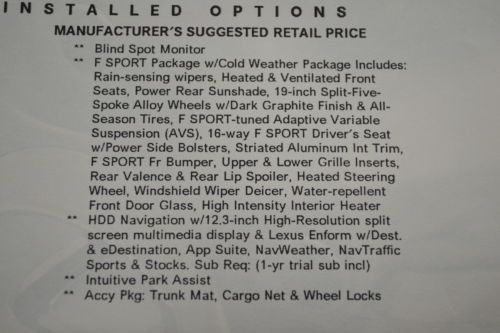 INSTALLED OPTIONS
MANUFACTURER'S SUGGESTED RETAIL PRICE
** Blind Spot Monitor
** F SPORT Package w/Cold Weather Package Includes:
Rain-sensing wipers, Heated & Ventilated Front
Seats, Power Rear Sunshade, 19-inch Split-Five-
Spoke Alloy Wheels w/Dark Graphite Finish & All-
Season Tires, F SPORT-tuned Adaptive Variable
Suspension (AVS), 16-way F SPORT Driver's Seat
w/Power Side Bolsters, Striated Aluminum Int Trim,
F SPORT Fr Bumper, Upper & Lower Grille Inserts,
Rear Valance & Rear Lip Spoiler, Heated Steering
Wheel, Windshield Wiper Deicer, Water-repellent
Front Door Glass, High Intensity Interior Heater
** HDD Navigation w/12.3-inch High-Resolution split
screen multimedia display & Lexus Enform w/Dest.
& eDestination, App Suite, NavWeather, NavTraffic
Sports & Stocks. Sub Req: (1-yr trial sub incl)
** Intuitive Park Assist
** Accy Pkg: Trunk Mat, Cargo Net & Wheel Locks